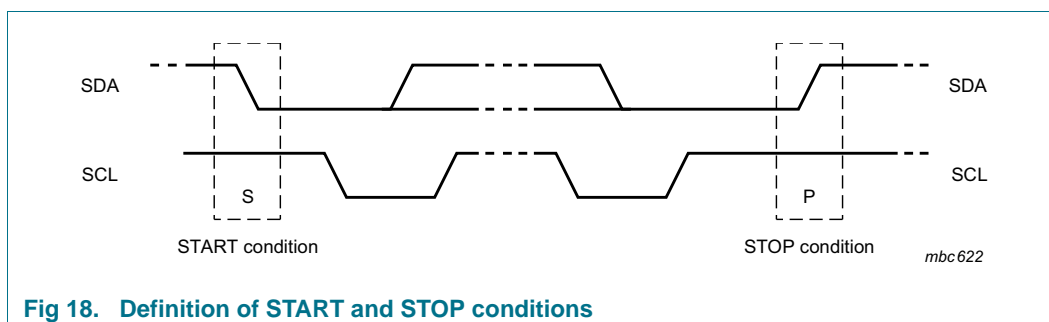 SDA SDA
SCL SCL
S P
START condition STOP condition
mbc622
Fig 18. Definition of START and STOP conditions